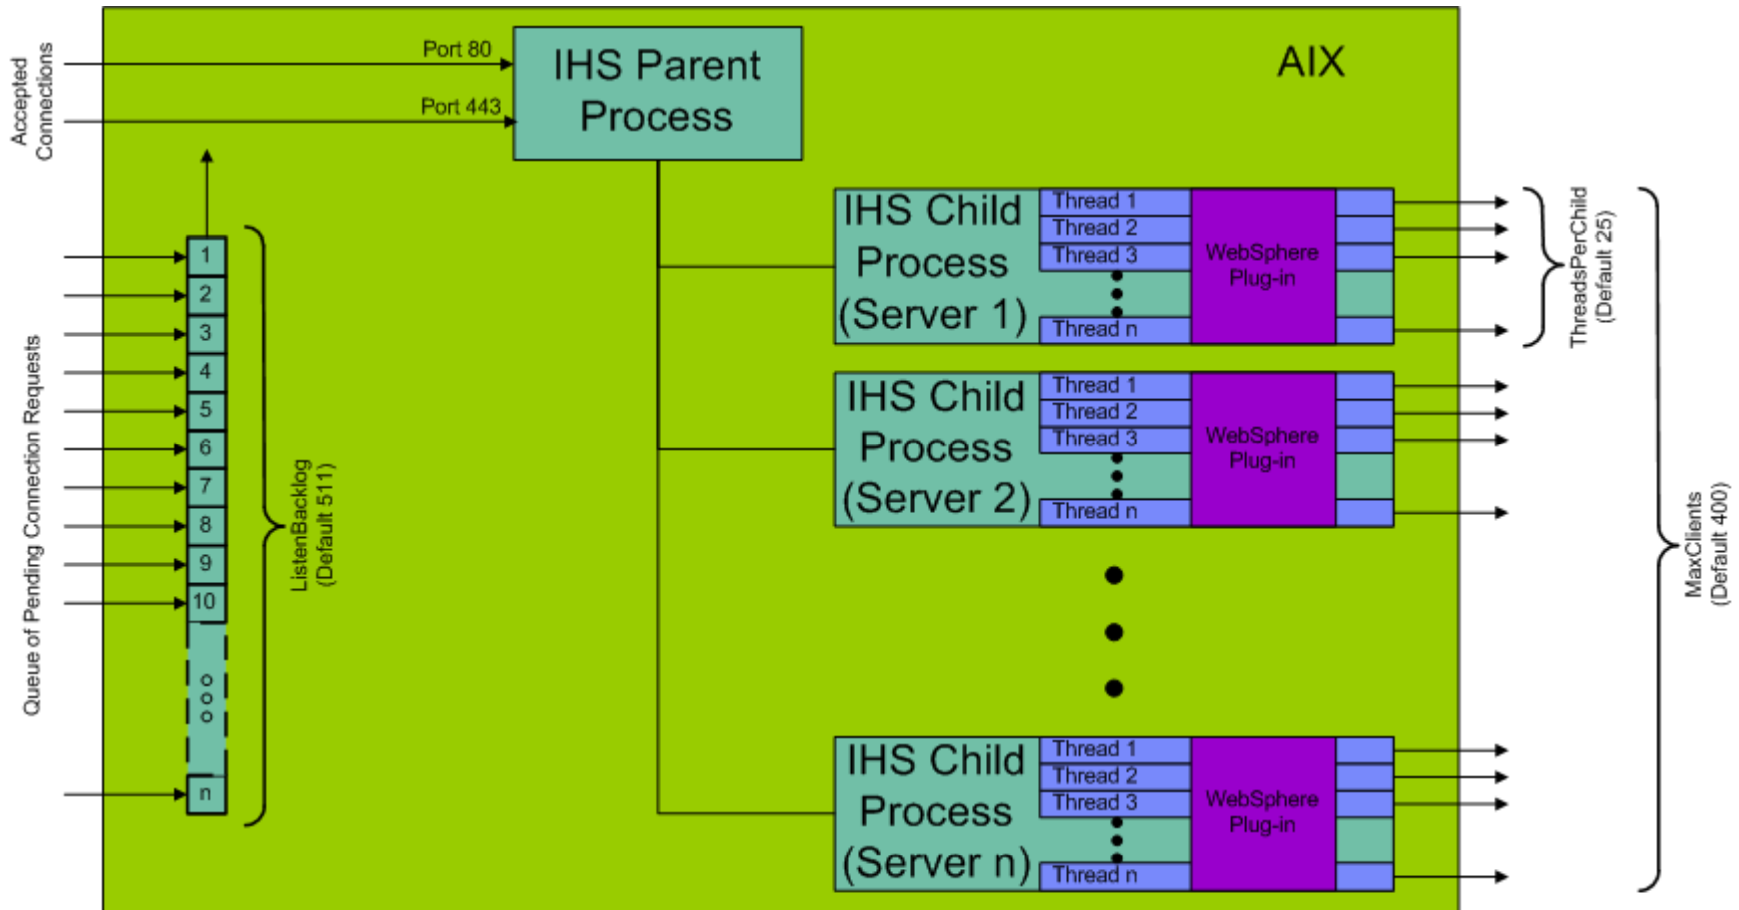 AIX
Accepted
Connections
Port 80
Port 443
IHS Parent
Process
Queue of Pending Connection Requests
1
2
3
4
5
6
7
8
9
10
n
ListenBacklog
(Default 511)
IHS Child
Process
(Server 1)
Thread 1
Thread 2
Thread 3
Thread n
WebSphere
Plug-in
ThreadsPerChild
(Default 25)
IHS Child
Process
(Server 2)
Thread 1
Thread 2
Thread 3
Thread n
WebSphere
Plug-in
IHS Child
Process
(Server n)
Thread 1
Thread 2
Thread 3
Thread n
WebSphere
Plug-in
MaxClients
(Default 400)